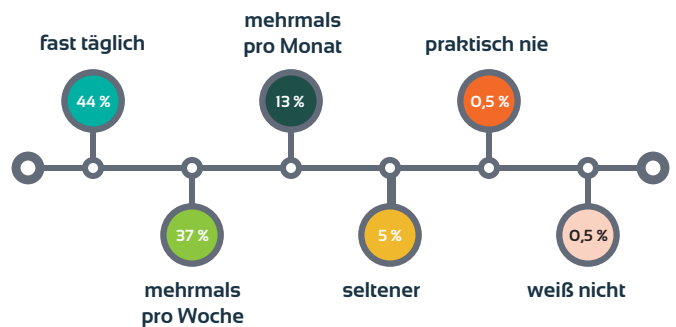 fast täglich
44 %
mehrmals
pro Woche
37 %
mehrmals
pro Monat
13 %
seltener
5 %
praktisch nie
0,5 %
weiß nicht
0,5 %